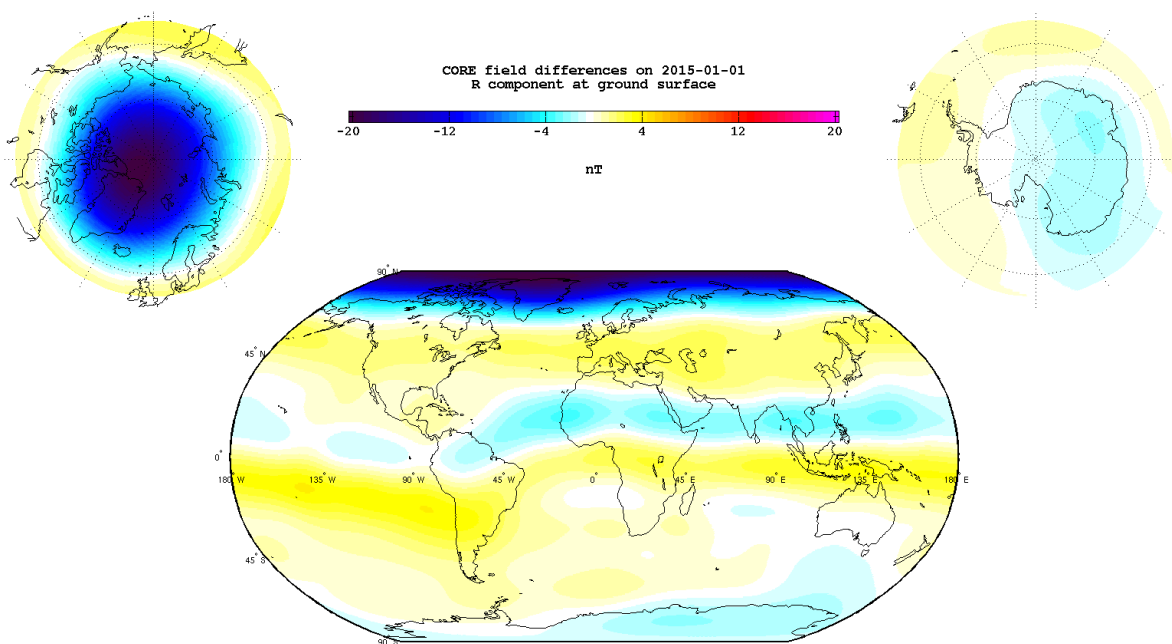 CORE field differences on 2015-01-01
R component at ground surface
-20 -12 -4 4 12 20
nT
90° N
45° N
0°
180° W 135° W 90° W 45° W 0° 45° E 90° E 135° E 180° E
45° S
90°